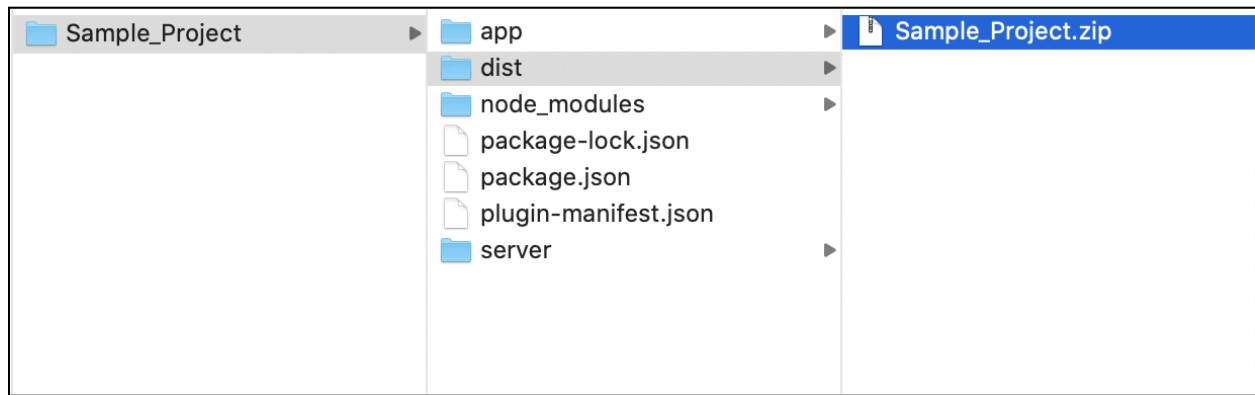 Sample_Project
app
dist
node_modules
package-lock.json
package.json
plugin-manifest.json
server
Sample_Project.zip